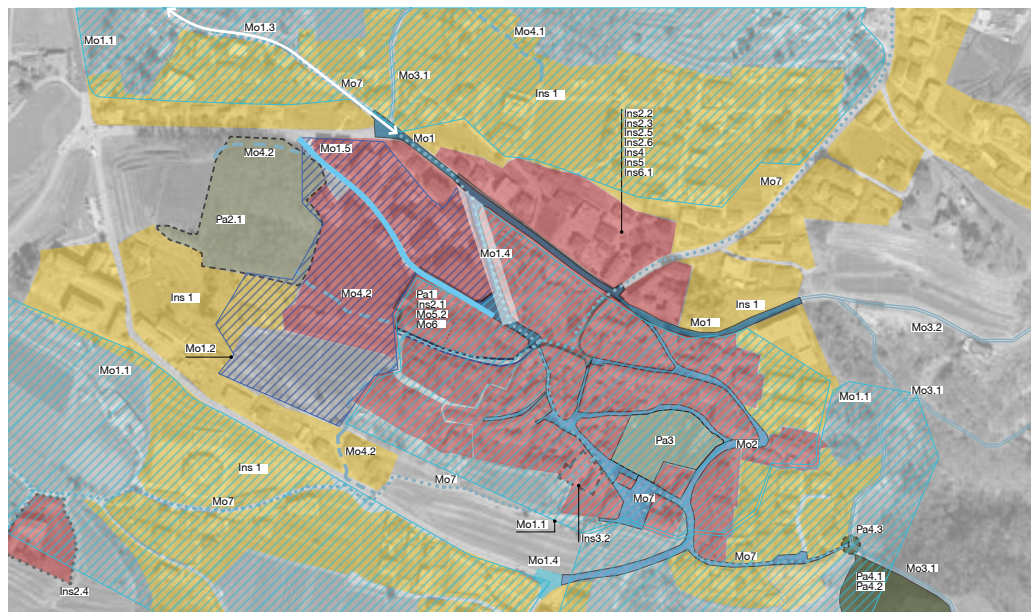 Mo1.3
Mo4.1
Mo1.1
Mo3.1
Mo7
Ins 1
Ins2.2
Ins2.3
Ins2.5
Ins2.6
Ins4
Ins5
Ins6.1
Mo1
Mo1.5
Mo4.2
Mo7
Pa2.1
Mo1.4
Ins 1
Mo4.2
Pa1
Ins2.1
Mo5.2
Mo6
Ins 1
Mo1
Mo3.2
Mo1.2
Mo1.1
Mo3.1
Mo1.1
Pa3
Mo2
Mo4.2
Ins 1
Mo7
Mo7
Mo7
Mo1.1
Ins3.2
Pa4.3
Mo1.4
Mo7
Mo3.1
Pa4.1
Pa4.2
Ins2.4